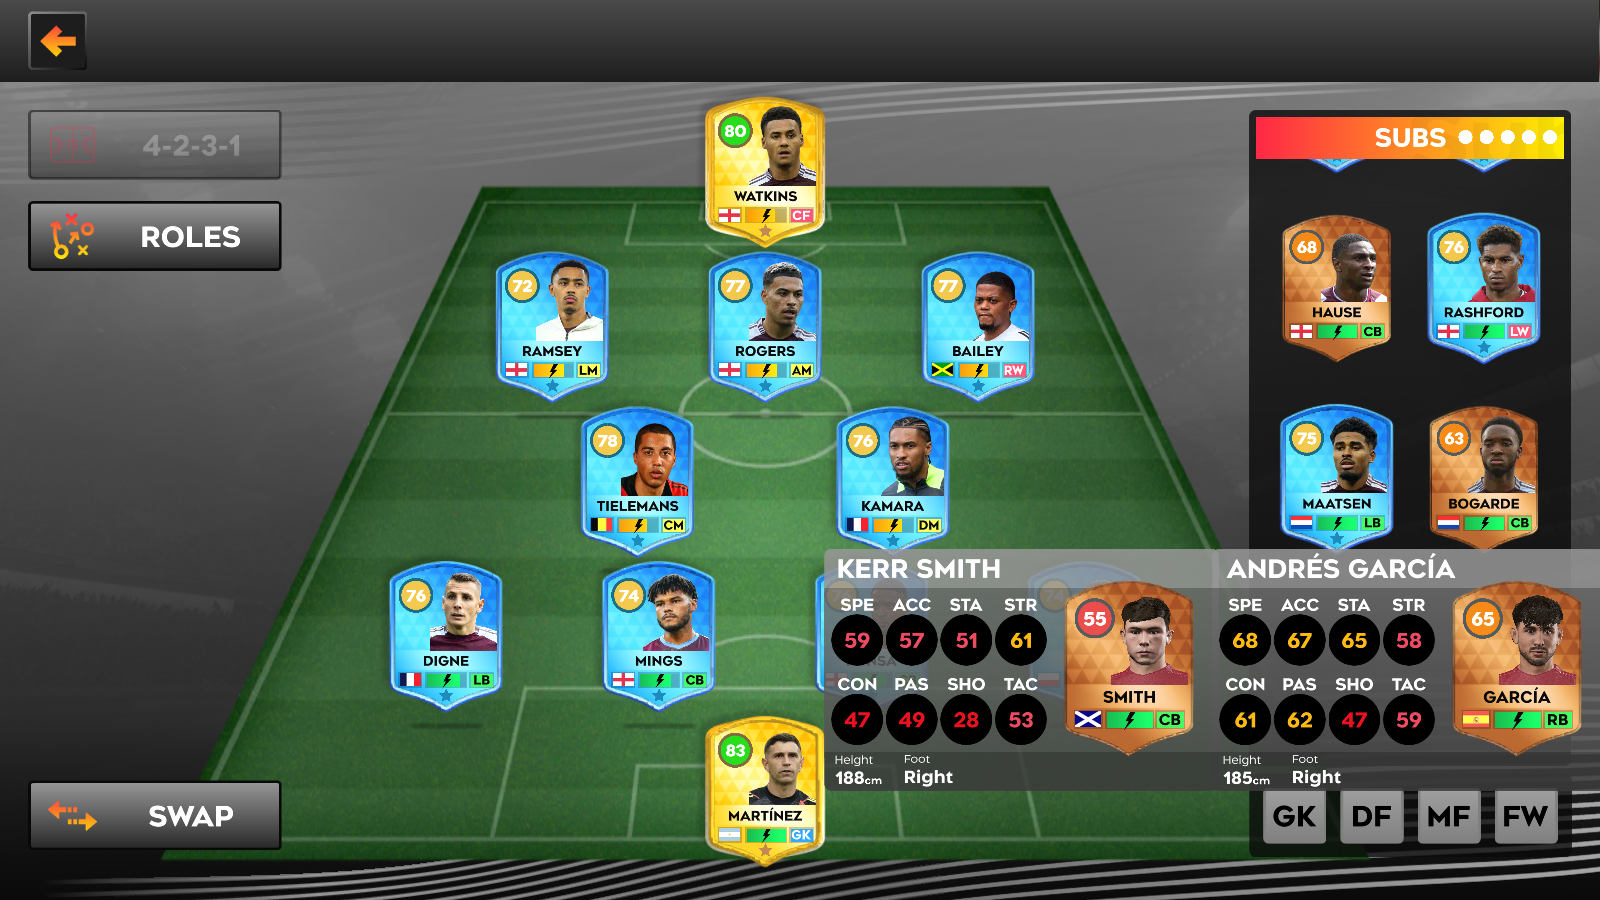 4-2-3-1
ROLES
80
WATKINS
CF
SUBS
72
RAMSEY
LM
77
ROGERS
AM
77
BAILEY
RW
68
HAUSE
CB
76
RASHFORD
LW
78
TIELEMANS
CM
76
KAMARA
DM
75
MAATSEN
LB
63
BOGARDE
CB
76
DIGNE
LB
74
MINGS
CB
KERR SMITH
SPE ACC STA STR
59 57 51 61
CON PAS SHO TAC
47 49 28 53
Height Foot
188cm Right
55
SMITH
CB
ANDRÉS GARCÍA
SPE ACC STA STR
68 67 65 58
CON PAS SHO TAC
61 62 47 59
Height Foot
185cm Right
65
GARCÍA
RB
83
MARTÍNEZ
GK
SWAP
GK DF MF FW